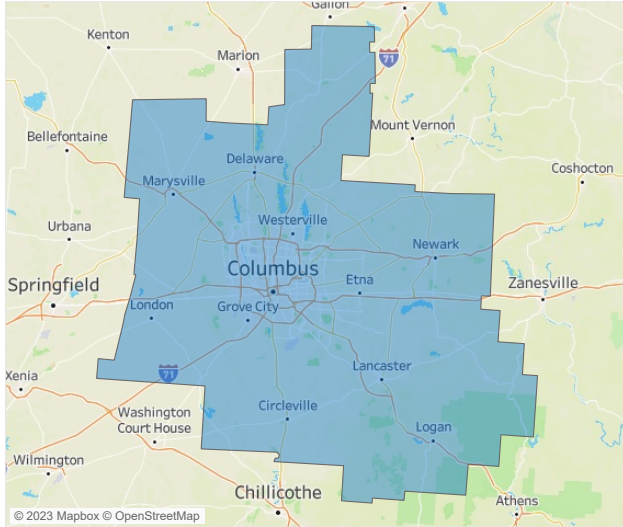 Galion
Kenton
Marion
71
Bellefontaine
Mount Vernon
Delaware
Coshocton
Marysville
Urbana
Westerville
Newark
Columbus
Springfield
Etna
Zanesville
London
Grove City
Lancaster
71
Xenia
Circleville
Washington
Court House
Logan
Wilmington
Chillicothe
Athens
© 2023 Mapbox © OpenStreetMap